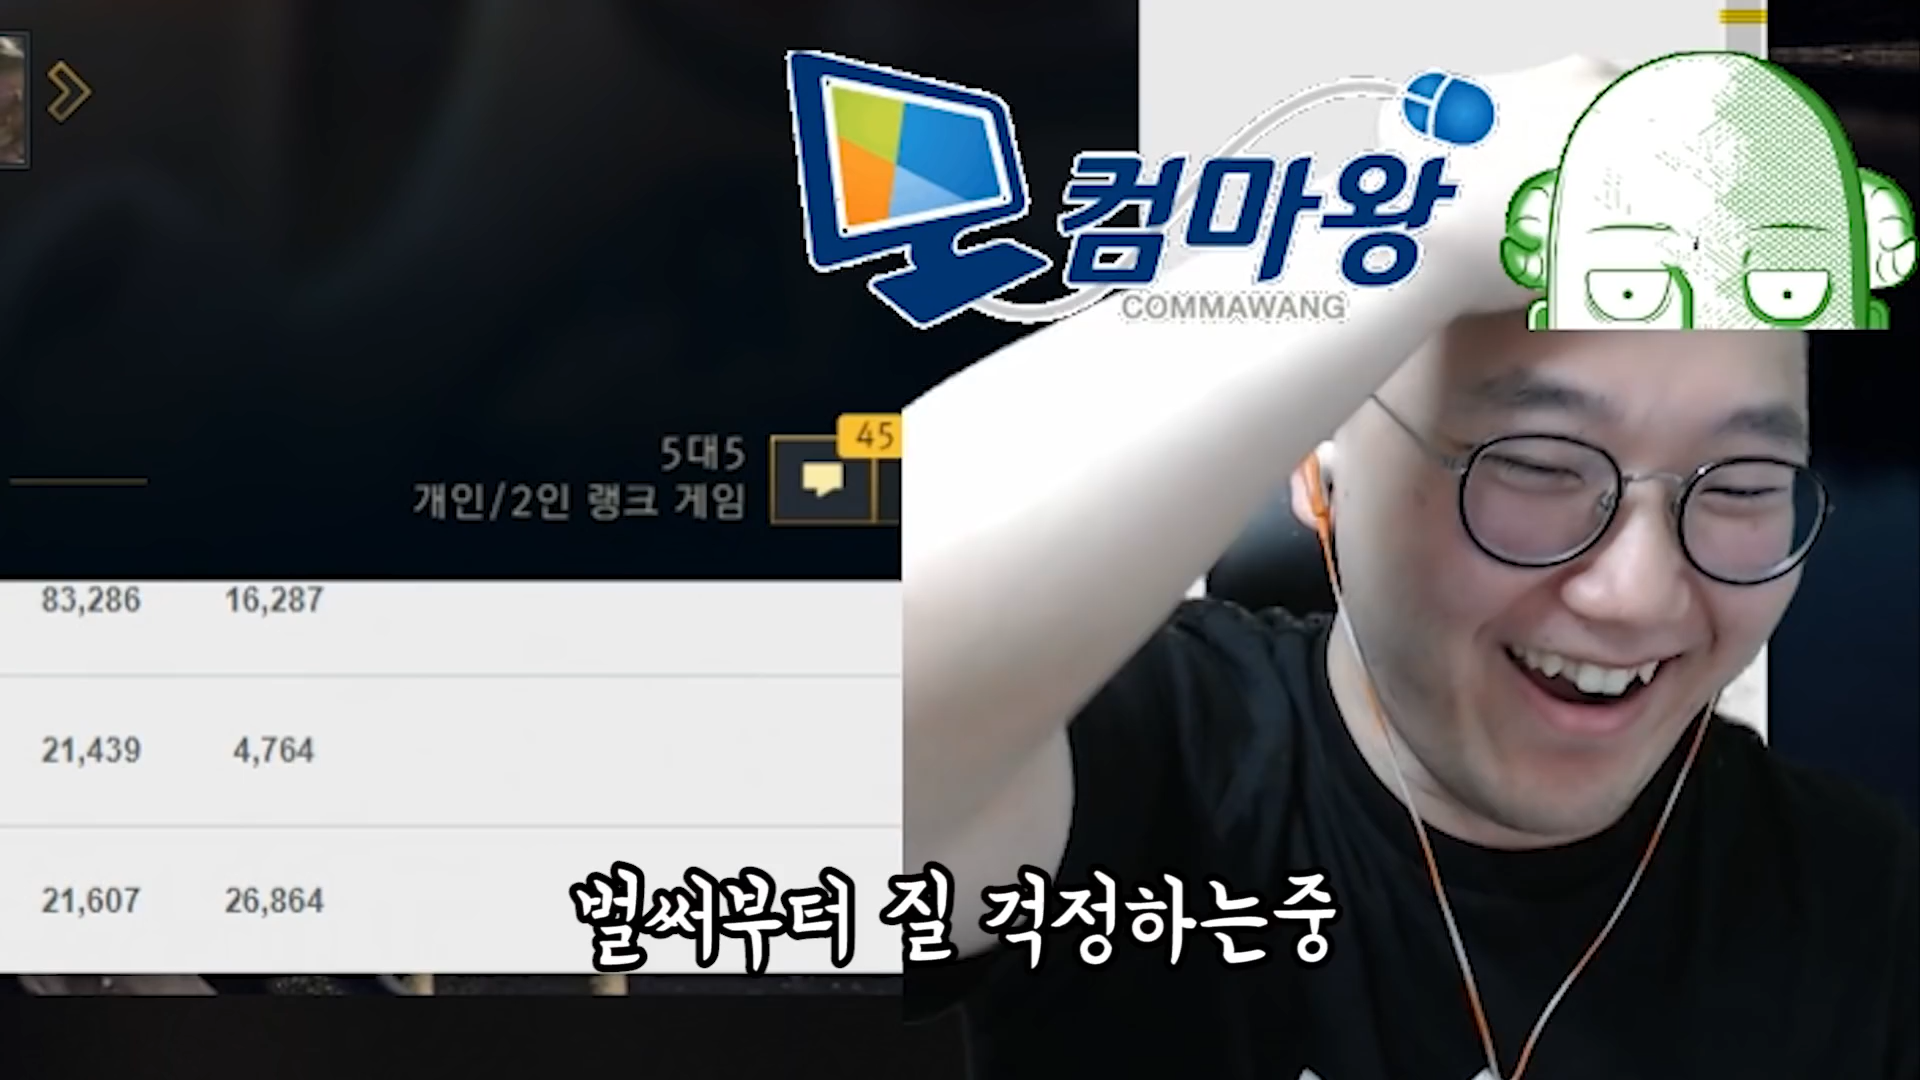 컴마왕
COMMAWANG
45
5대5
개인/2인 랭크 게임
83,286 16,287
21,439 4,764
21,607 26,864
벌써부터 질 걱정하는중